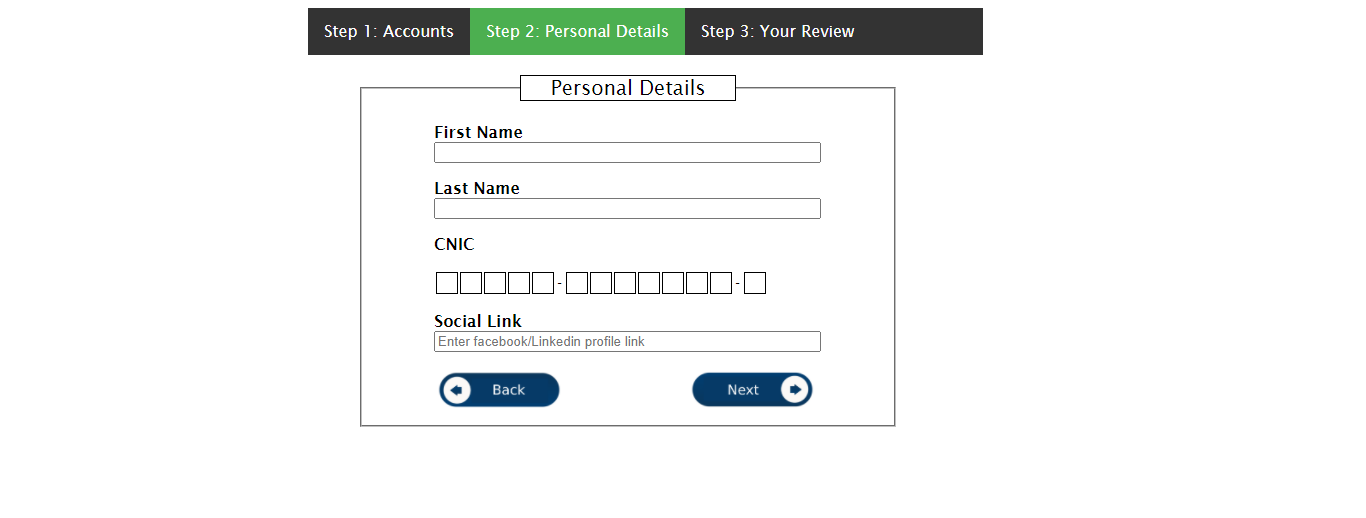 Step 1: Accounts Step 2: Personal Details Step 3: Your Review
Personal Details
First Name
Last Name
CNIC
- -
Social Link
Enter facebook/Linkedin profile link
Back Next